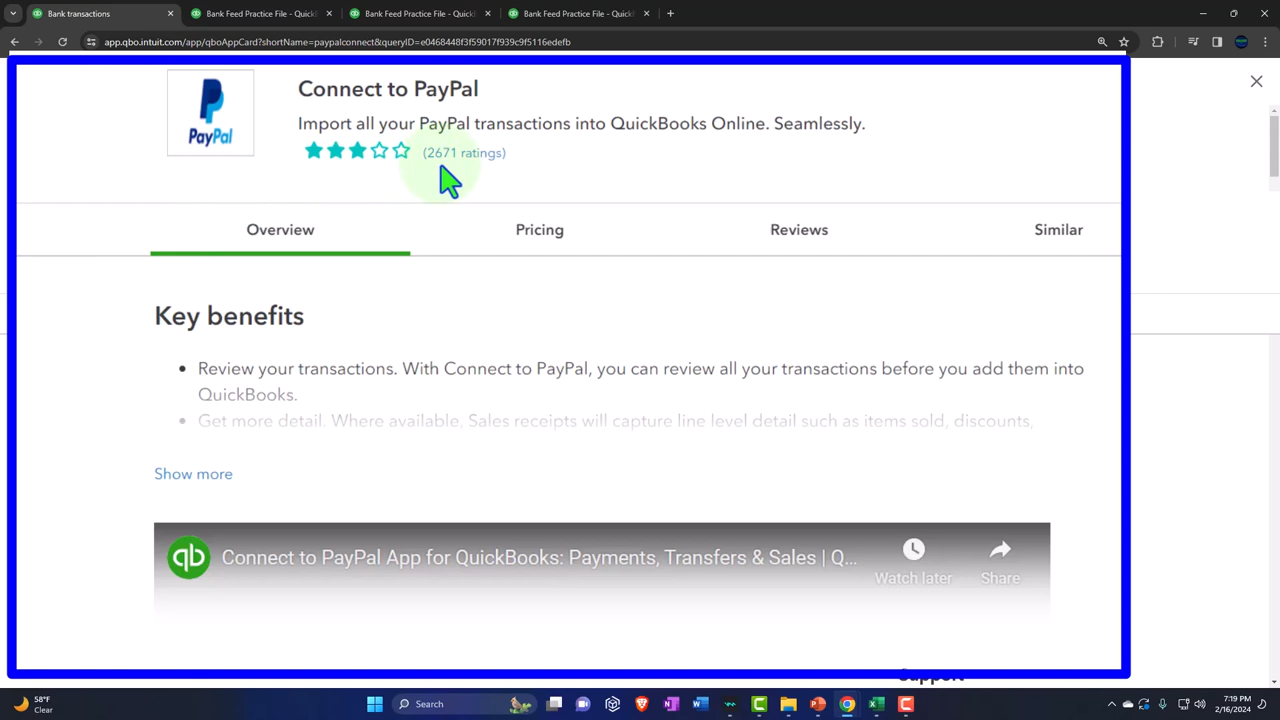 Bank transactions
Bank Feed Practice File - Quick
Bank Feed Practice File - QuickS
Bank Feed Practice File - QuickS
app.qbo.intuit.com/app/qboAppCard?shortName=paypalconnect&queryID=e0468448f3f59017f939c9f5116edefb
PayPal
Connect to PayPal
Import all your PayPal transactions into QuickBooks Online. Seamlessly.
(2671 ratings)
Overview
Pricing
Reviews
Similar
Key benefits
Review your transactions. With Connect to PayPal, you can review all your transactions before you add them into
QuickBooks.
Get more detail. Where available, Sales receipts will capture line level detail such as items sold, discounts,
Show more
qb
Connect to PayPal App for QuickBooks: Payments, Transfers & Sales | Q...
Watch later
Share
Support
58°F
Clear
Search
7:19 PM
2/16/2024